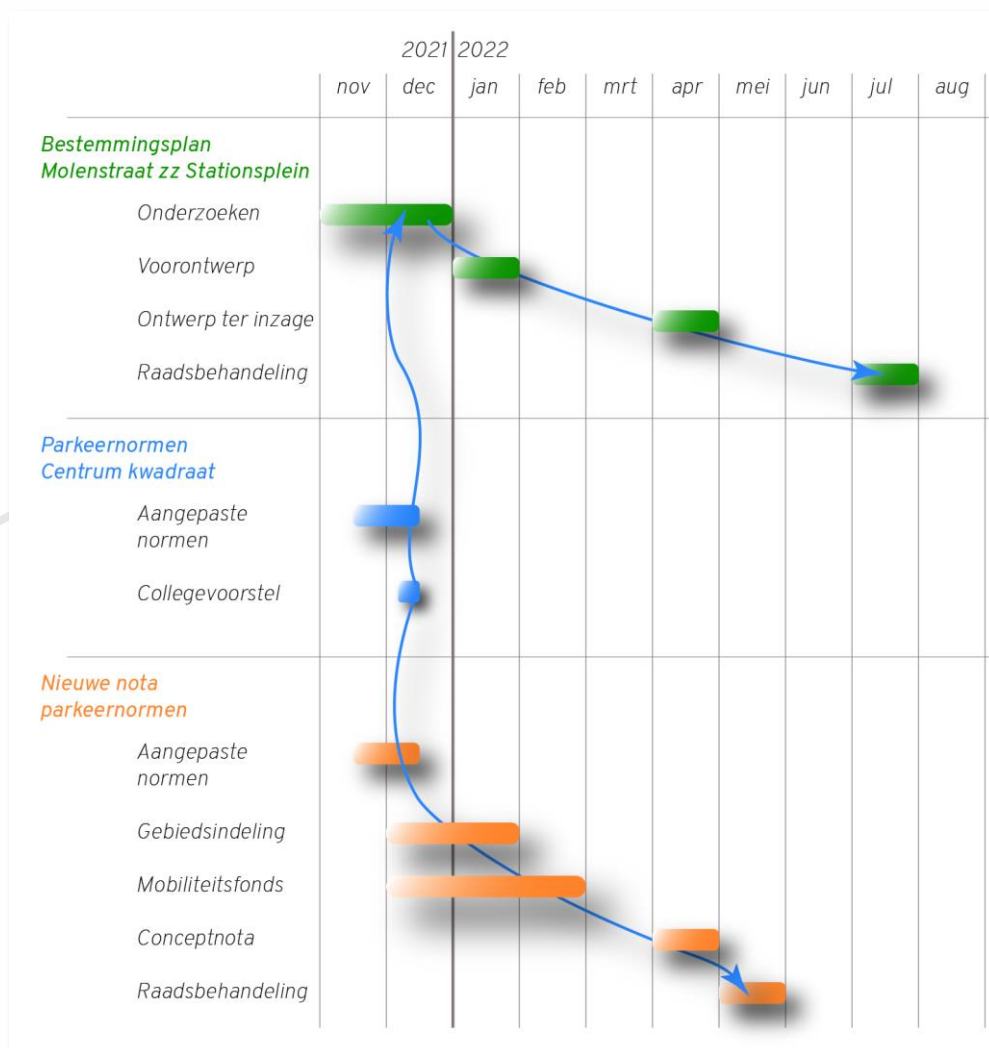 2021 2022
nov dec jan feb mrt apr mei jun jul aug
Bestemmingsplan
Molenstraat zz Stationsplein
Onderzoeken
Voorontwerp
Ontwerp ter inzage
Raadsbehandeling
Parkeernormen
Centrum kwadraat
Aangepaste
normen
Collegevoorstel
Nieuwe nota
parkeernormen
Aangepaste
normen
Gebiedsindeling
Mobiliteitsfonds
Conceptnota
Raadsbehandeling